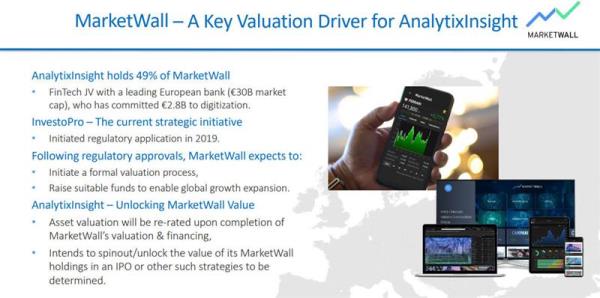 MarketWall – A Key Valuation Driver for AnalytixInsight
MARKETWALL
AnalytixInsight holds 49% of MarketWall
• FinTech JV with a leading European bank (€30B market
cap), who has committed €2.8B to digitization.
InvestoPro – The current strategic initiative
• Initiated regulatory application in 2019.
Following regulatory approvals, MarketWall expects to:
• Initiate a formal valuation process,
• Raise suitable funds to enable global growth expansion.
AnalytixInsight – Unlocking MarketWall Value
• Asset valuation will be re-rated upon completion of
MarketWall's valuation & financing,
• Intends to spinout/unlock the value of its MarketWall
holdings in an IPO or other such strategies to be
determined.
MarketWall
FERRARI
MARKETWALL